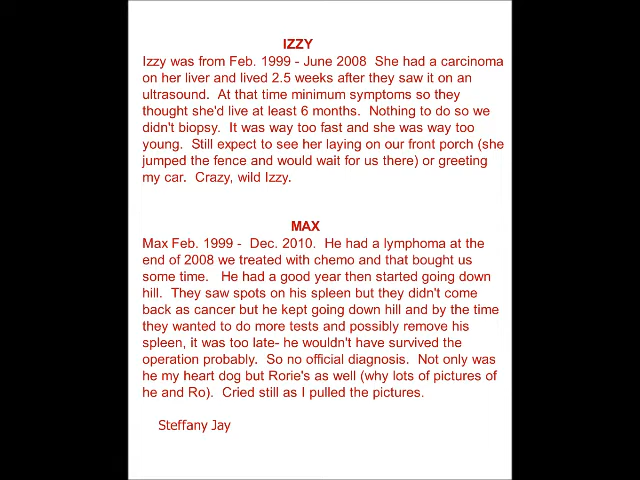 IZZY
Izzy was from Feb. 1999 - June 2008  She had a carcinoma
on her liver and lived 2.5 weeks after they saw it on an
ultrasound.  At that time minimum symptoms so they
thought she'd live at least 6 months.  Nothing to do so we
didn't biopsy.  It was way too fast and she was way too
young.  Still expect to see her laying on our front porch (she
jumped the fence and would wait for us there) or greeting
my car.  Crazy, wild Izzy.
MAX
Max Feb. 1999 -  Dec. 2010.  He had a lymphoma at the
end of 2008 we treated with chemo and that bought us
some time.   He had a good year then started going down
hill.  They saw spots on his spleen but they didn't come
back as cancer but he kept going down hill and by the time
they wanted to do more tests and possibly remove his
spleen, it was too late- he wouldn't have survived the
operation probably.  So no official diagnosis.  Not only was
he my heart dog but Rorie's as well (why lots of pictures of
he and Ro).  Cried still as I pulled the pictures.
Steffany Jay